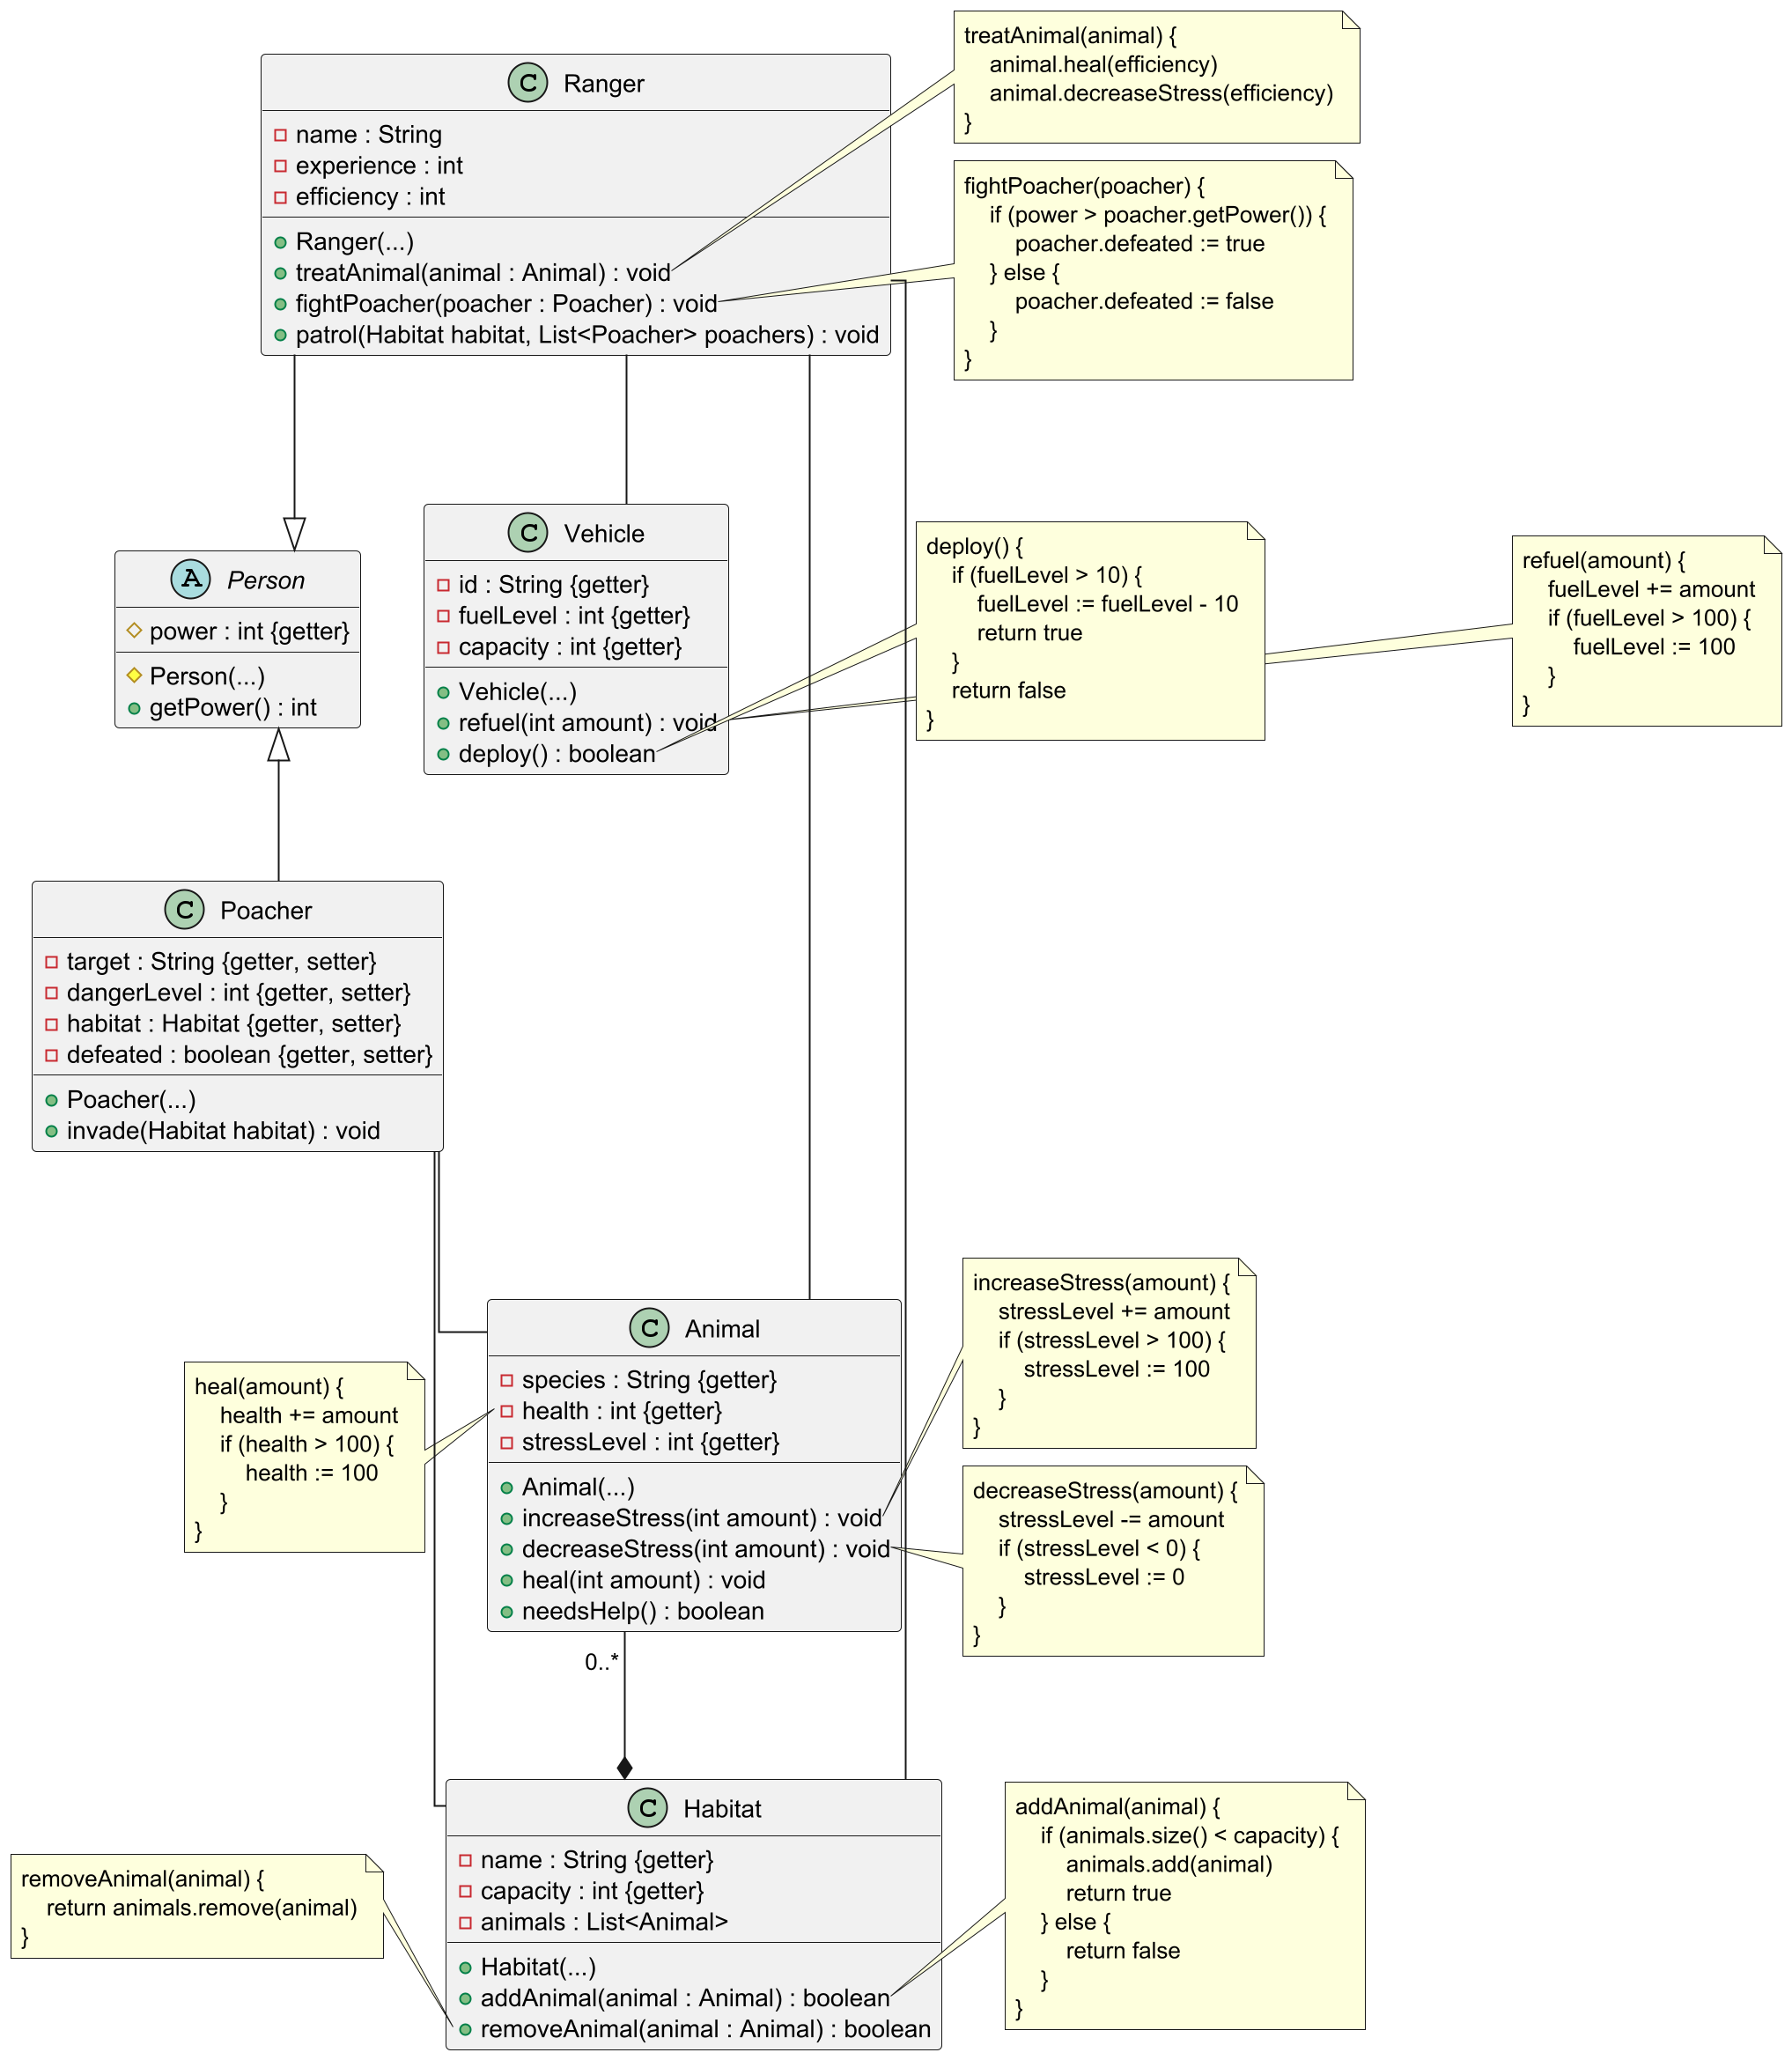 C Ranger
name : String
experience : int
efficiency : int
Ranger(...)
treatAnimal(animal : Animal) : void
fightPoacher(poacher : Poacher) : void
patrol(Habitat habitat, List<Poacher> poachers) : void
treatAnimal(animal) {
animal.heal(efficiency)
animal.decreaseStress(efficiency)
}
fightPoacher(poacher) {
if (power > poacher.getPower()) {
poacher.defeated := true
} else {
poacher.defeated := false
}
}
A Person
power : int {getter}
Person(...)
getPower() : int
C Vehicle
id : String {getter}
fuelLevel : int {getter}
capacity : int {getter}
Vehicle(...)
refuel(int amount) : void
deploy() : boolean
deploy() {
if (fuelLevel > 10) {
fuelLevel := fuelLevel - 10
return true
}
return false
}
refuel(amount) {
fuelLevel += amount
if (fuelLevel > 100) {
fuelLevel := 100
}
}
C Poacher
target : String {getter, setter}
dangerLevel : int {getter, setter}
habitat : Habitat {getter, setter}
defeated : boolean {getter, setter}
Poacher(...)
invade(Habitat habitat) : void
heal(amount) {
health += amount
if (health > 100) {
health := 100
}
}
C Animal
species : String {getter}
health : int {getter}
stressLevel : int {getter}
Animal(...)
increaseStress(int amount) : void
decreaseStress(int amount) : void
heal(int amount) : void
needsHelp() : boolean
increaseStress(amount) {
stressLevel += amount
if (stressLevel > 100) {
stressLevel := 100
}
}
decreaseStress(amount) {
stressLevel -= amount
if (stressLevel < 0) {
stressLevel := 0
}
}
0..*
removeAnimal(animal) {
return animals.remove(animal)
}
C Habitat
name : String {getter}
capacity : int {getter}
animals : List<Animal>
Habitat(...)
addAnimal(animal : Animal) : boolean
removeAnimal(animal : Animal) : boolean
addAnimal(animal) {
if (animals.size() < capacity) {
animals.add(animal)
return true
} else {
return false
}
}